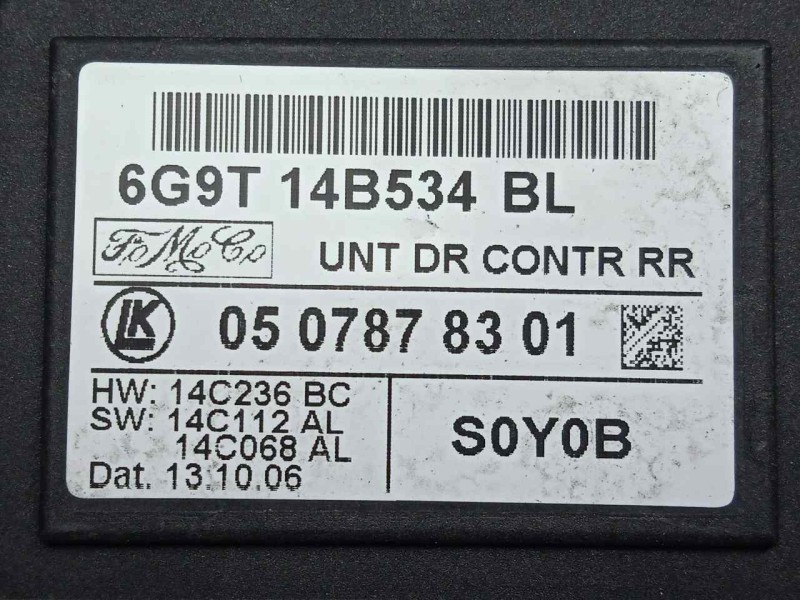 6G9T 14B534 BL
FoMoCo
UNT DR CONTR RR
LK
05 0787 83 01
HW: 14C236 BC
SW: 14C112 AL
14C068 AL
Dat. 13.10.06
S0Y0B